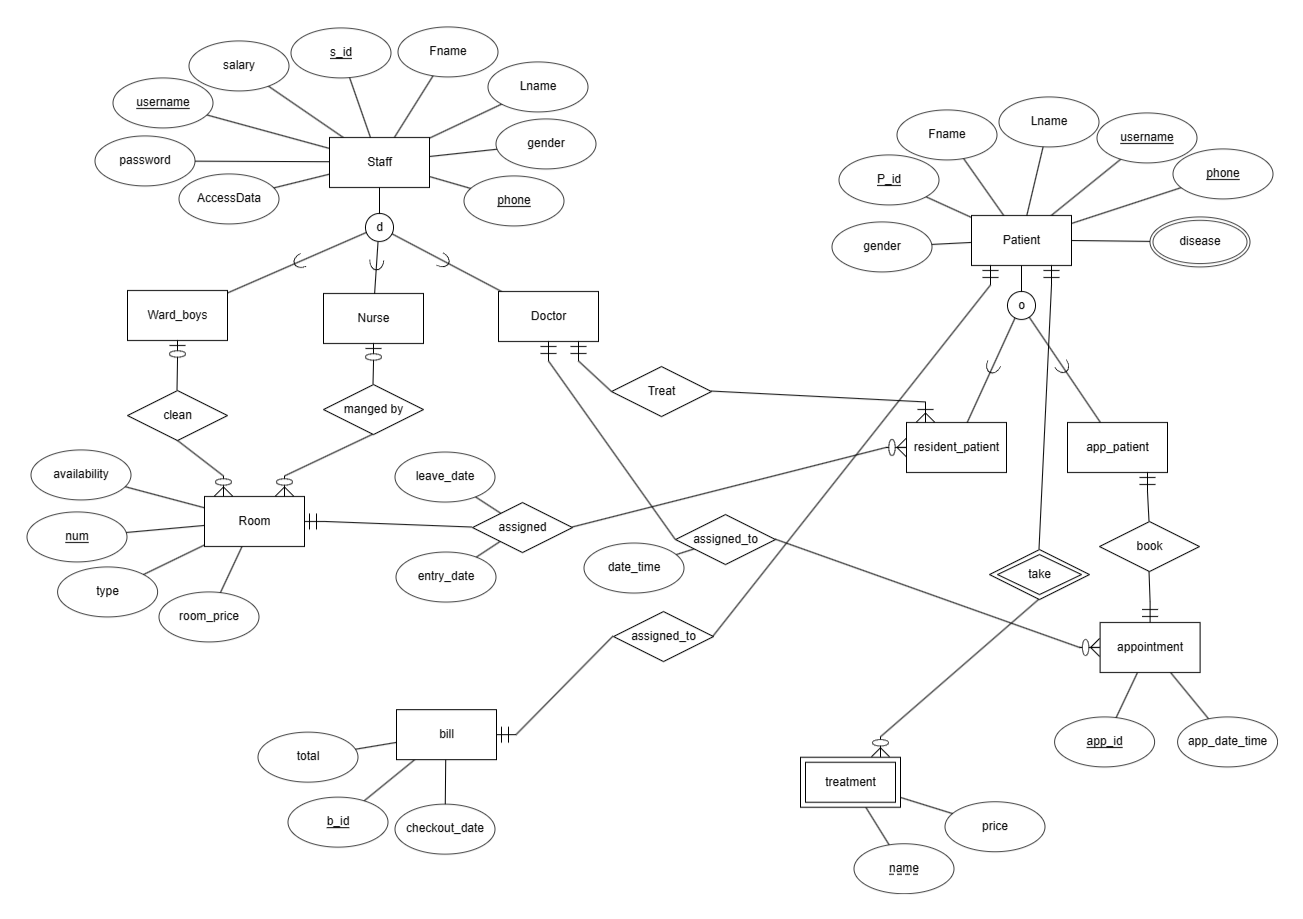 s_id
Fname
salary
Lname
username
gender
password
Staff
AccessData
phone
d
Lname
Fname
username
P_id
phone
gender
Patient
disease
o
Ward_boys
Nurse
Doctor
clean
manged by
Treat
resident_patient
app_patient
availability
leave_date
num
Room
assigned
type
room_price
entry_date
assigned_to
date_time
book
take
assigned_to
appointment
app_id
app_date_time
bill
total
b_id
checkout_date
treatment
price
name